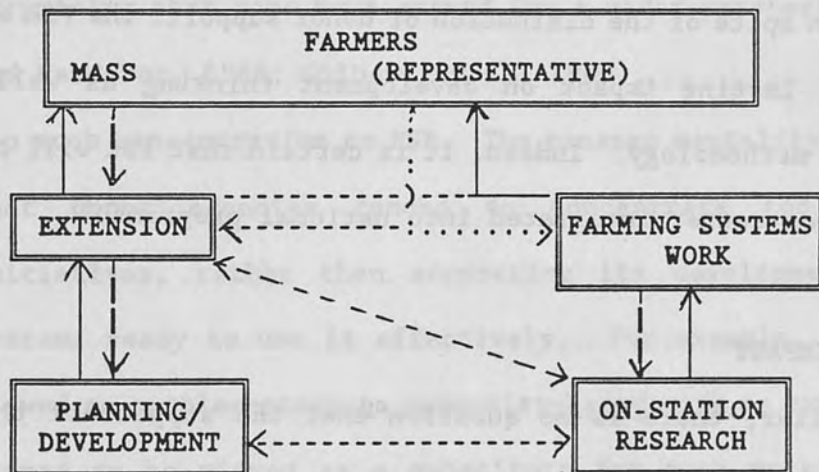 FARMERS
MASS (REPRESENTATIVE)
EXTENSION
FARMING SYSTEMS
WORK
PLANNING/
DEVELOPMENT
ON-STATION
RESEARCH